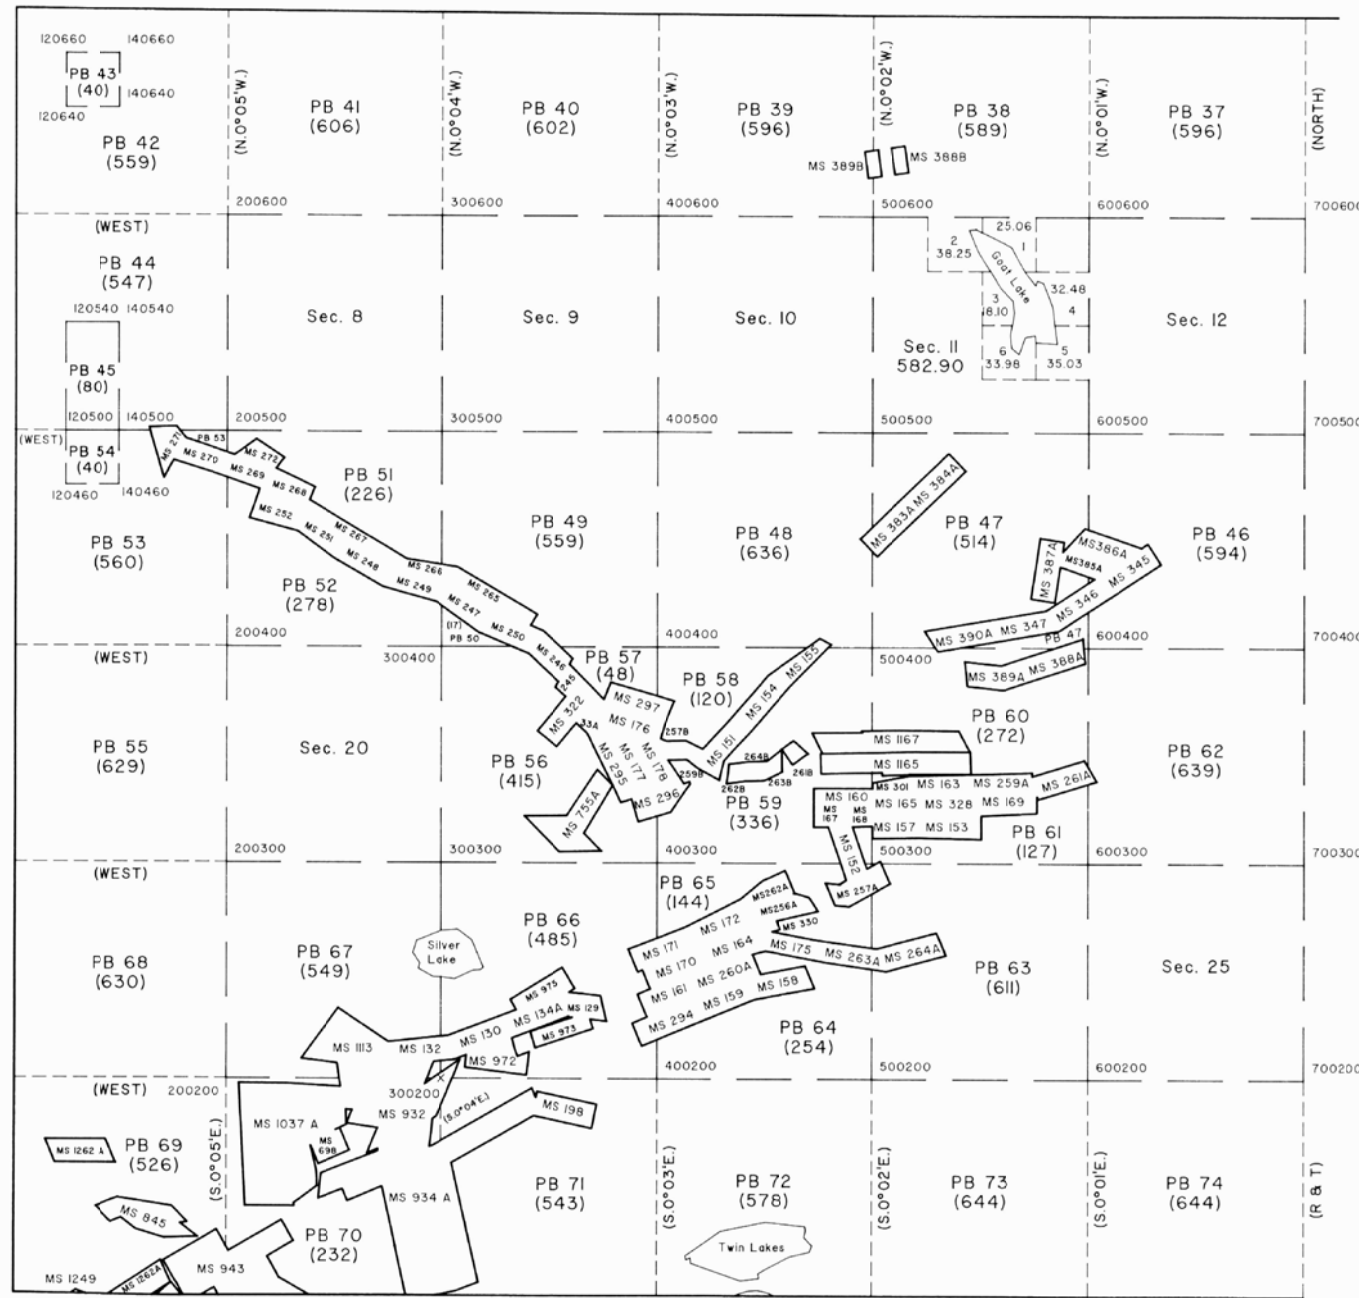 120660 140660
PB 43
(40)
140640
120640
PB 42
(559)
(N.0°05'W.)
PB 41
(606)
(N.0°04'W.)
PB 40
(602)
(N.0°03'W.)
PB 39
(596)
(N.0°02'W.)
PB 38
(589)
(N.0°01'W.)
PB 37
(596)
(NORTH)
MS 389B
MS 388B
200600 300600 400600 500600 600600 700600
(WEST)
PB 44
(547)
2
38.25
25.06
1
Goat Lake
32.48
4
3
18.10
6
33.98
5
35.03
120540 140540
Sec. 8
Sec. 9
Sec. 10
Sec. 11
582.90
Sec. 12
PB 45
(80)
120500 140500 200500 300500 400500 500500 600500 700500
(WEST)
PB 54
(40)
120460 140460
MS 271
PB 53
MS 270
MS 269
MS 272
MS 268
MS 252
MS 251
MS 267
MS 248
MS 266
MS 249
MS 265
MS 247
MS 250
PB 51
(226)
PB 49
(559)
PB 48
(636)
MS 383A
MS 384A
PB 47
(514)
PB 46
(594)
MS 387A
MS386A
MS385A
MS 345
MS 346
MS 347
MS 390A
PB 47
PB 53
(560)
PB 52
(278)
(17)
PB 50
200400 300400 400400 500400 600400 700400
(WEST)
MS 389A
MS 388A
MS 246
245
MS 322
PB 57
(48)
MS 297
MS 176
33A
257B
PB 58
(120)
MS 155
MS 154
MS 151
PB 60
(272)
MS 1167
MS 1165
PB 55
(629)
Sec. 20
PB 56
(415)
MS 295
MS 177
MS 178
259B
MS 296
MS 755A
264B
262B
263B
261B
PB 59
(336)
MS 301
MS 163
MS 259A
MS 261A
MS 160
MS 165
MS 328
MS 169
MS 167
MS 168
MS 157
MS 153
MS 152
PB 61
(127)
PB 62
(639)
200300 300300 400300 500300 600300 700300
(WEST)
MS 257A
PB 65
(144)
MS262A
MS256A
MS 330
MS 172
MS 171
MS 164
MS 175
MS 263A
MS 264A
MS 170
MS 260A
MS 161
MS 159
MS 158
MS 294
PB 66
(485)
Silver
Lake
PB 67
(549)
PB 68
(630)
PB 63
(611)
Sec. 25
PB 64
(254)
MS 975
MS 134A
MS 129
MS 130
MS 973
MS 972
MS 1113
MS 132
(WEST)
200200 300200 400200 500200 600200 700200
MS 1037 A
MS 698
MS 932
(S.0°04'E.)
MS 198
MS 934 A
MS 1262 A
PB 69
(526)
(S.0°05'E.)
PB 71
(543)
(S.0°03'E.)
PB 72
(578)
(S.0°02'E.)
PB 73
(644)
(S.0°01'E.)
PB 74
(644)
(R & T)
MS 845
PB 70
(232)
Twin Lakes
MS 1249
MS 1262A
MS 943